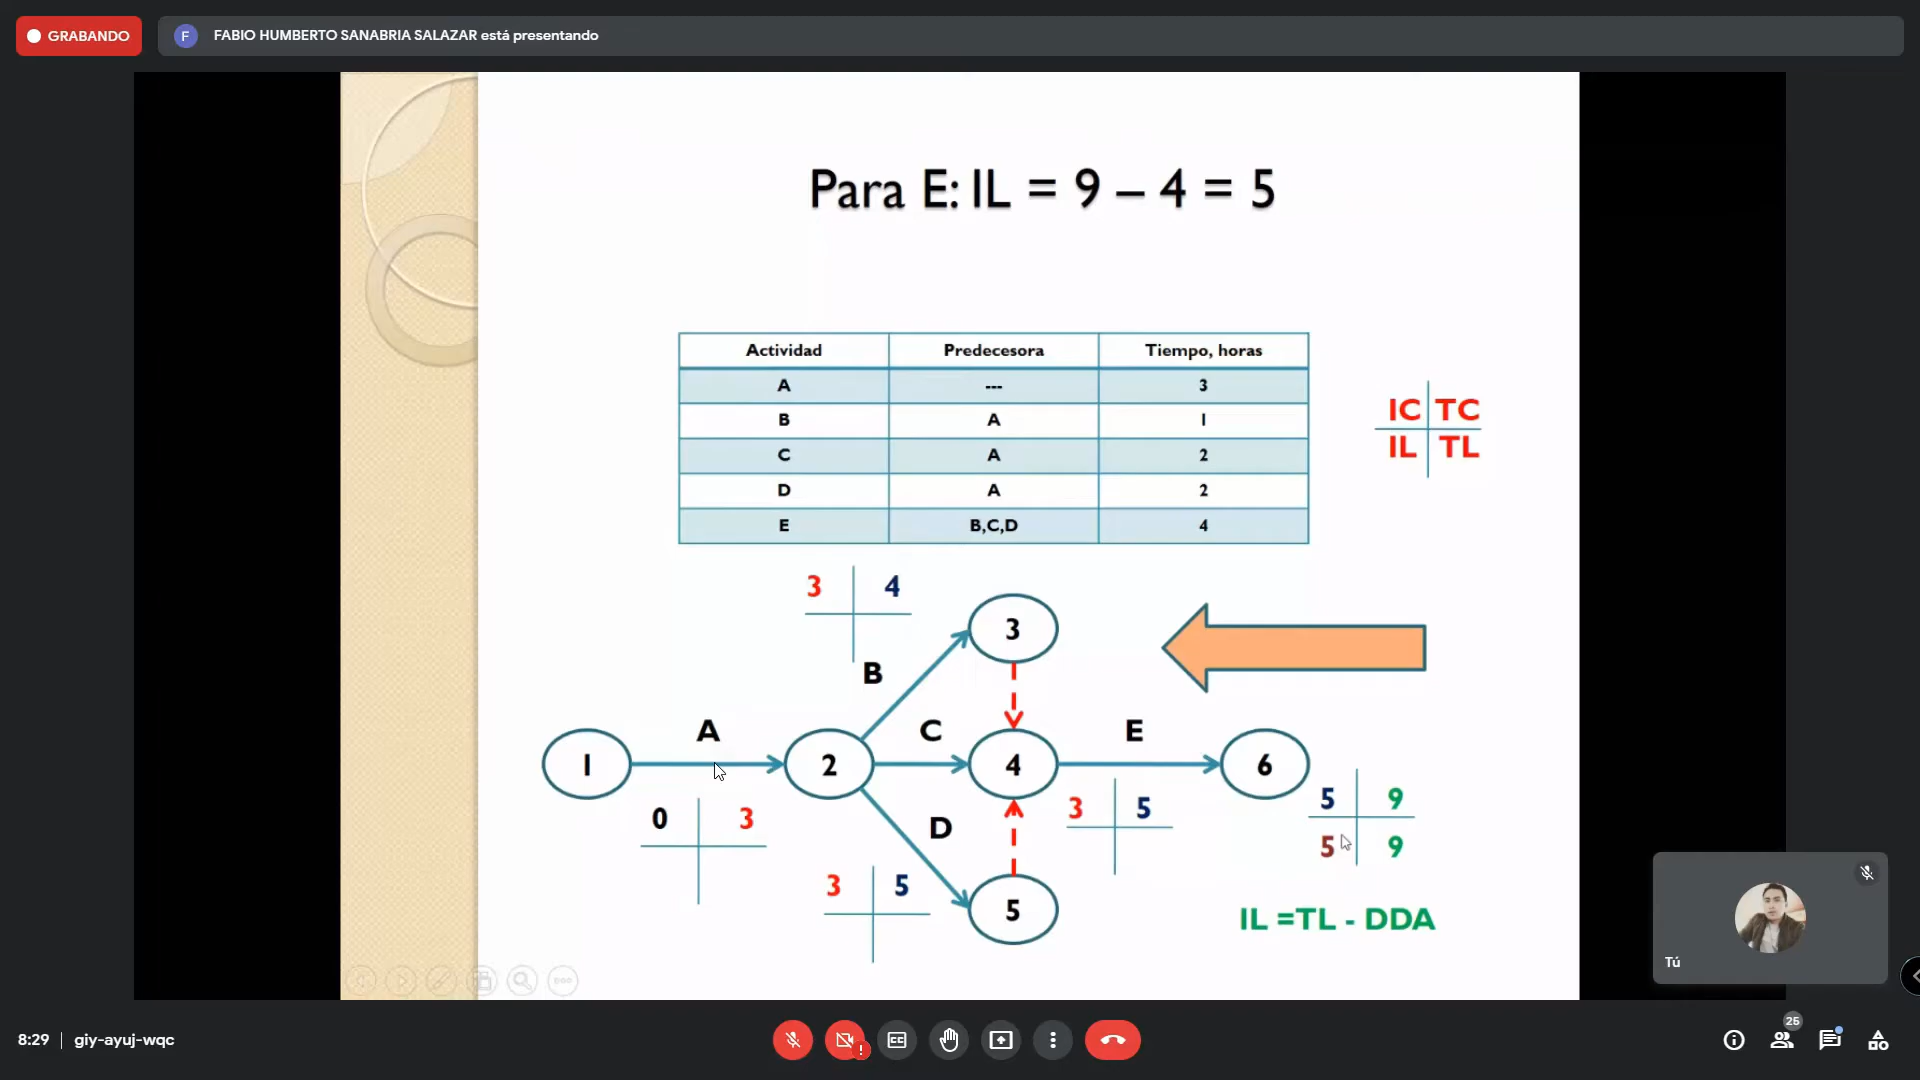 GRABANDO
F FABIO HUMBERTO SANABRIA SALAZAR está presentando
Para E: IL = 9 – 4 = 5
Actividad Predecesora Tiempo, horas
A --- 3
B A 1
C A 2
D A 2
E B,C,D 4
IC TC
IL TL
3 4
3
B
A C E
1 2 4 6
5 9
0 3 D 3 5
5 9
3 5
5
IL =TL - DDA
Tú
8:29 giy-ayuj-wqc
CC
25